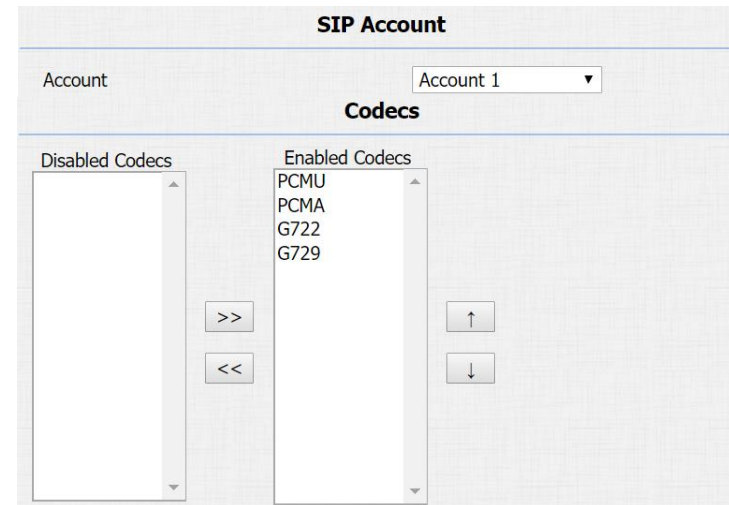 SIP Account
Account Account 1 ▼
Codecs
Disabled Codecs Enabled Codecs
PCMU
PCMA
G722
G729
>> ↑
<< ↓